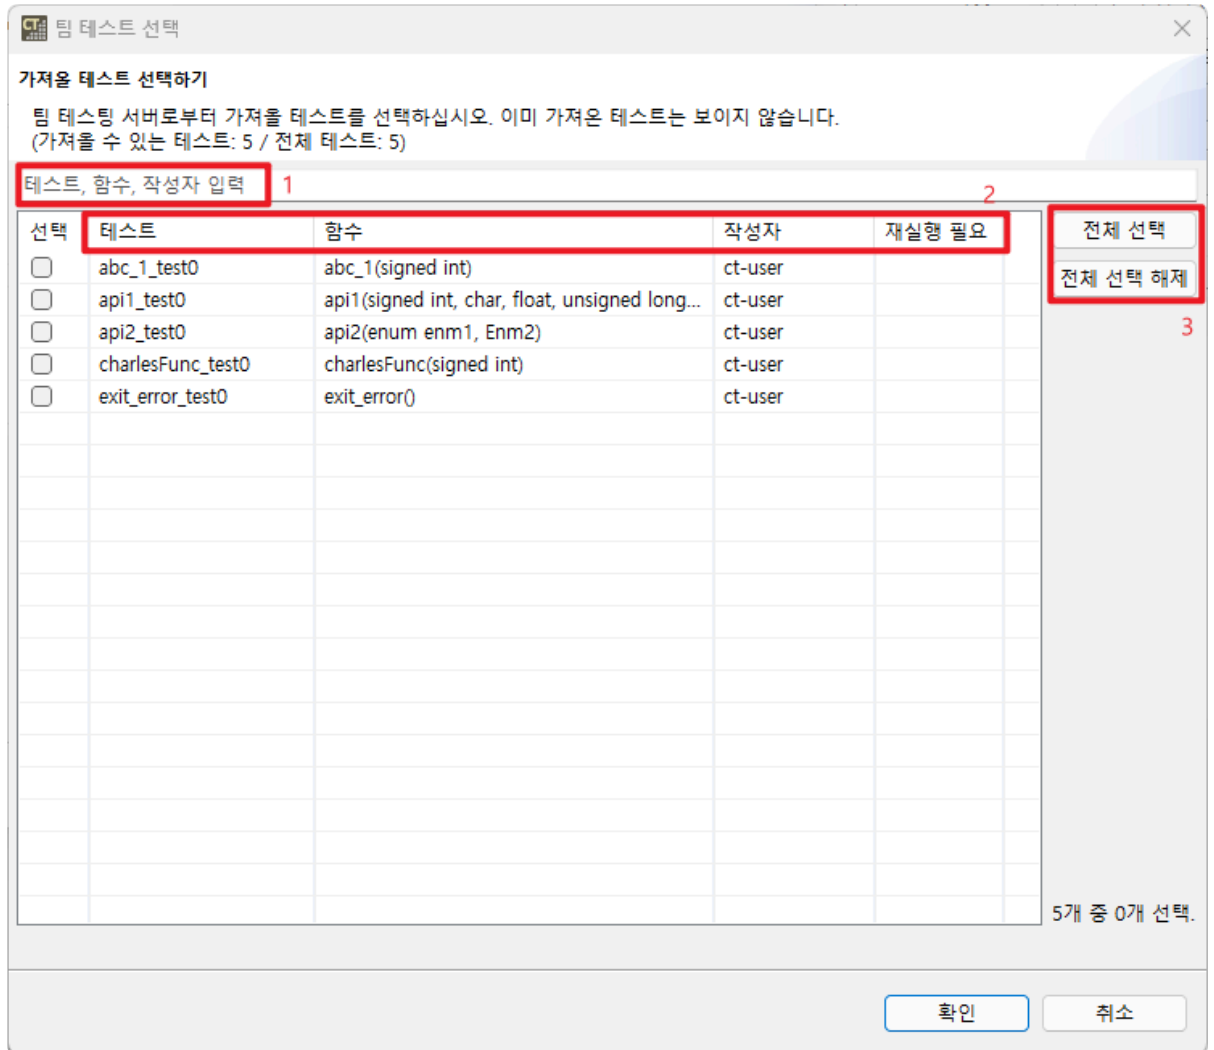 CT 팀 테스트 선택
가져올 테스트 선택하기
팀 테스팅 서버로부터 가져올 테스트를 선택하십시오. 이미 가져온 테스트는 보이지 않습니다.
(가져올 수 있는 테스트: 5 / 전체 테스트: 5)
테스트, 함수, 작성자 입력 1
2
선택 테스트 함수 작성자 재실행 필요 전체 선택
abc_1_test0 abc_1(signed int) ct-user
전체 선택 해제
api1_test0 api1(signed int, char, float, unsigned long... ct-user
api2_test0 api2(enum enm1, Enm2) ct-user
3
charlesFunc_test0 charlesFunc(signed int) ct-user
exit_error_test0 exit_error() ct-user
5개 중 0개 선택.
확인 취소